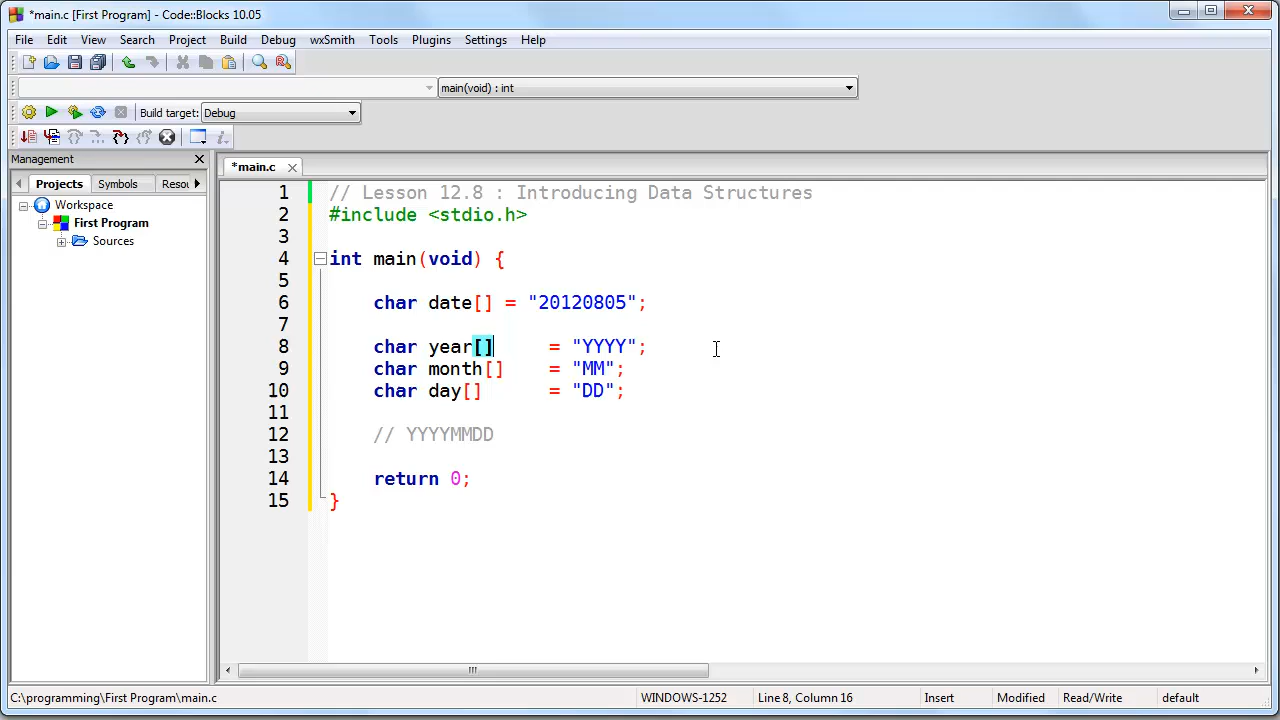 *main.c [First Program] - Code::Blocks 10.05
File Edit View Search Project Build Debug wxSmith Tools Plugins Settings Help
main(void) : int
Build target: Debug
Management
*main.c
Projects Symbols Resou
Workspace
First Program
Sources
1 // Lesson 12.8 : Introducing Data Structures
2 #include <stdio.h>
3
4 int main(void) {
5
6 char date[] = "20120805";
7
8 char year[] = "YYYY";
9 char month[] = "MM";
10 char day[] = "DD";
11
12 // YYYYMMDD
13
14 return 0;
15 }
C:\programming\First Program\main.c WINDOWS-1252 Line 8, Column 16 Insert Modified Read/Write default